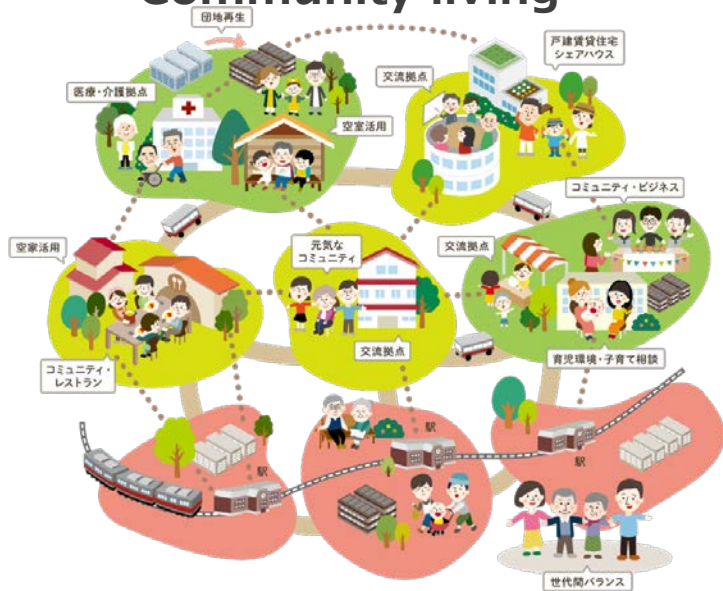 Community living
団地再生
戸建賃貸住宅
シェアハウス
交流拠点
医療・介護拠点
空室活用
コミュニティ・ビジネス
空家活用
元気な
コミュニティ
交流拠点
交流拠点
育児環境・子育て相談
コミュニティ・
レストラン
駅
駅
駅
世代間バランス